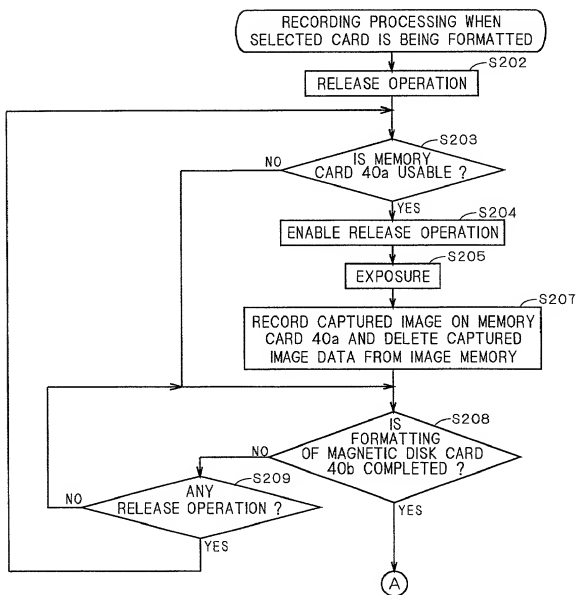 RECORDING PROCESSING WHEN
SELECTED CARD IS BEING FORMATTED
S202
RELEASE OPERATION
S203
NO
IS MEMORY
CARD 40a USABLE ?
YES
S204
ENABLE RELEASE OPERATION
S205
EXPOSURE
S207
RECORD CAPTURED IMAGE ON MEMORY
CARD 40a AND DELETE CAPTURED
IMAGE DATA FROM IMAGE MEMORY
S208
IS
FORMATTING
NO
OF MAGNETIC DISK CARD
40b COMPLETED ?
S209
NO
ANY
RELEASE OPERATION ?
YES
YES
A